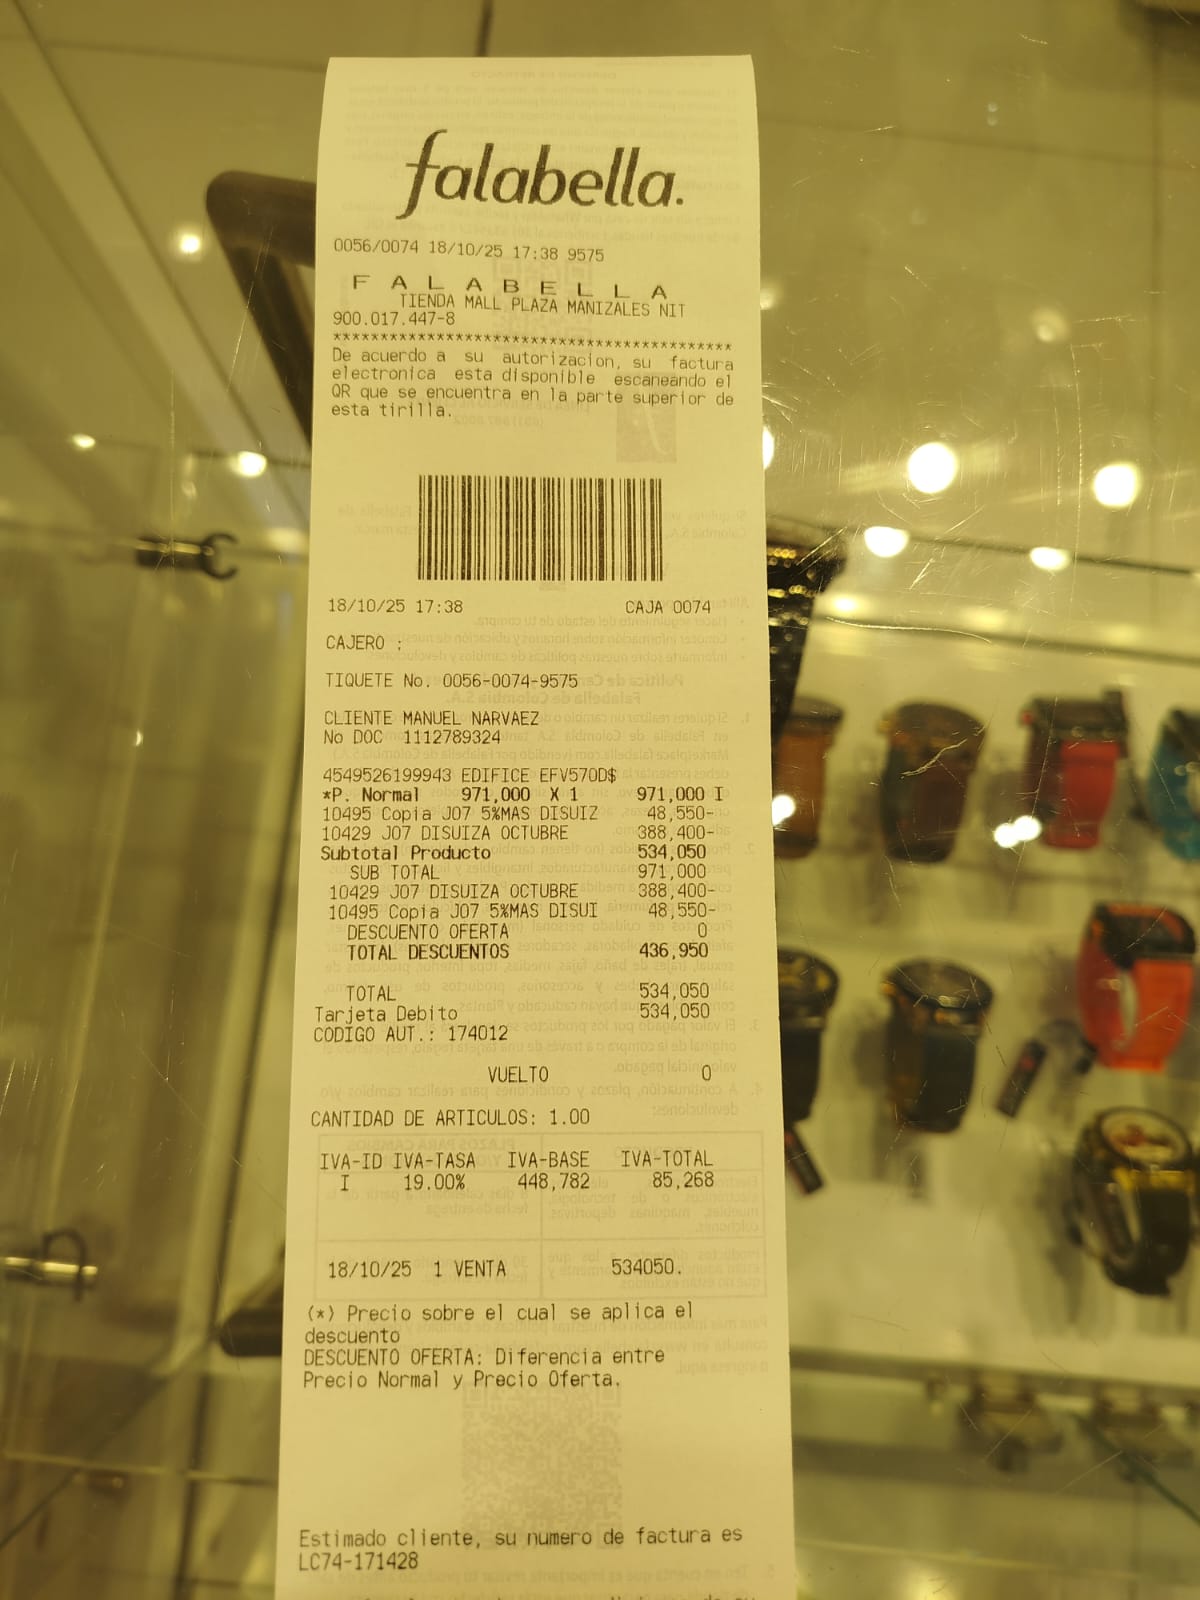 falabella.
0056/0074 18/10/25 17:38 9575
F A L A B E L L A
TIENDA MALL PLAZA MANIZALES NIT
900.017.447-8
******************************************
De acuerdo a su autorizacion, su factura
electronica esta disponible escaneando el
QR que se encuentra en la parte superior de
esta tirilla.
18/10/25 17:38 CAJA 0074
CAJERO :
TIQUETE No. 0056-0074-9575
CLIENTE MANUEL NARVAEZ
No DOC 1112789324
4549526199943 EDIFICE EFV570D$
*P. Normal 971,000 X 1 971,000 I
10495 Copia J07 5%MAS DISUIZ 48,550-
10429 J07 DISUIZA OCTUBRE 388,400-
Subtotal Producto 534,050
SUB TOTAL 971,000
10429 J07 DISUIZA OCTUBRE 388,400-
10495 Copia J07 5%MAS DISUI 48,550-
DESCUENTO OFERTA 0
TOTAL DESCUENTOS 436,950
TOTAL 534,050
Tarjeta Debito 534,050
CODIGO AUT.: 174012
VUELTO 0
CANTIDAD DE ARTICULOS: 1.00
IVA-ID IVA-TASA IVA-BASE IVA-TOTAL
I 19.00% 448,782 85,268
18/10/25 1 VENTA 534050.
(*) Precio sobre el cual se aplica el
descuento
DESCUENTO OFERTA: Diferencia entre
Precio Normal y Precio Oferta.
Estimado cliente, su numero de factura es
LC74-171428